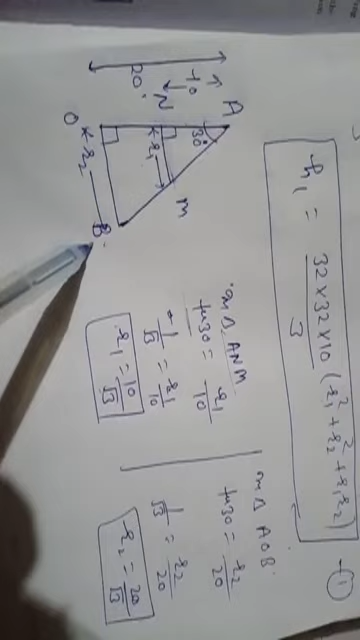 h₁ = 32×32×10 / 3 (r₁² + r₂² + r₁r₂) —①
A
30°
10
N
r₁
M
20
O
r₂
B
in Δ ANM
tan30 = r₁/10
1/√3 = r₁/10
r₁ = 10/√3
in Δ AOB
tan30 = r₂/20
1/√3 = r₂/20
r₂ = 20/√3